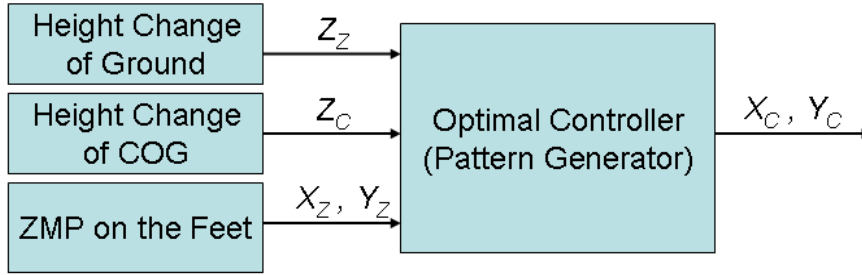 Height Change
of Ground
Z_Z
Height Change
of COG
Z_C
ZMP on the Feet
X_Z, Y_Z
Optimal Controller
(Pattern Generator)
X_C, Y_C